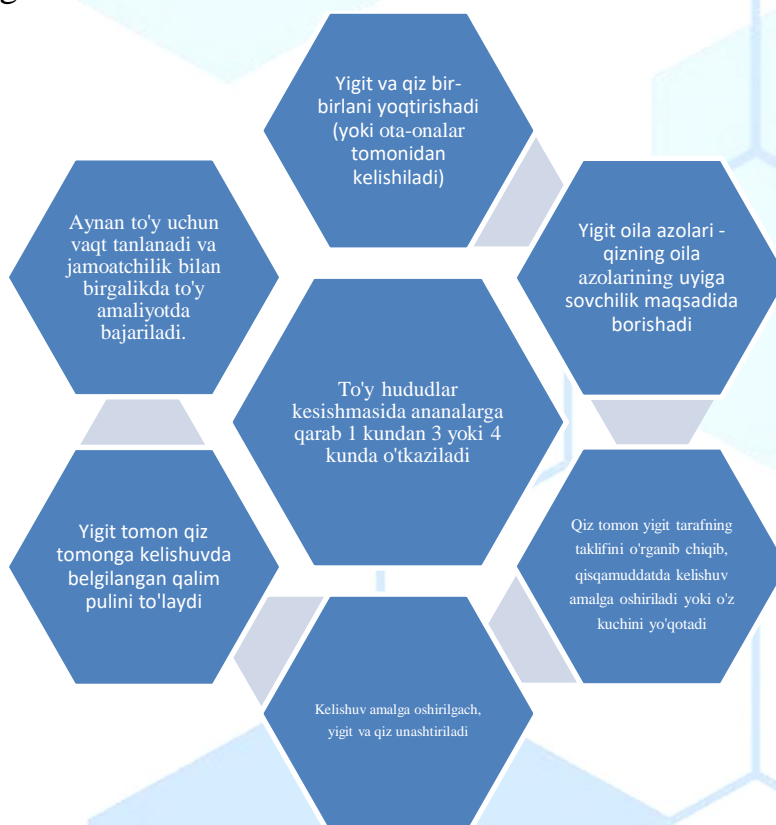 Yigit va qiz bir-
birlani yoqtirishadi
(yoki ota-onalar
tomonidan
kelishiladi)
Yigit oila azolari -
qizning oila
azolarining uyiga
sovchilik maqsadida
borishadi
Qiz tomon yigit tarafning
taklifini o'rganib chiqib,
qisqamuddatda kelishuv
amalga oshiriladi yoki o'z
kuchini yo'qotadi
Kelishuv amalga oshirilgach,
yigit va qiz unashtiriladi
Yigit tomon qiz
tomonga kelishuvda
belgilangan qalim
pulini to'laydi
Aynan to'y uchun
vaqt tanlanadi va
jamoatchilik bilan
birgalikda to'y
amaliyotda
bajariladi.
To'y hududlar
kesishmasida ananalarga
qarab 1 kundan 3 yoki 4
kunda o'tkaziladi